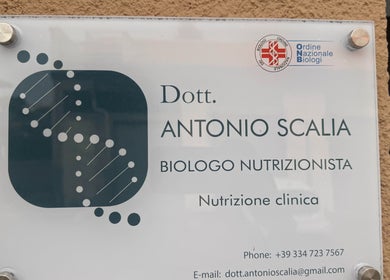 Ordine
Nazionale
Biologi
Dott.
ANTONIO SCALIA
BIOLOGO NUTRIZIONISTA
Nutrizione clinica
Phone: +39 334 723 7567
E-mail: dott.antonioscalia@gmail.com